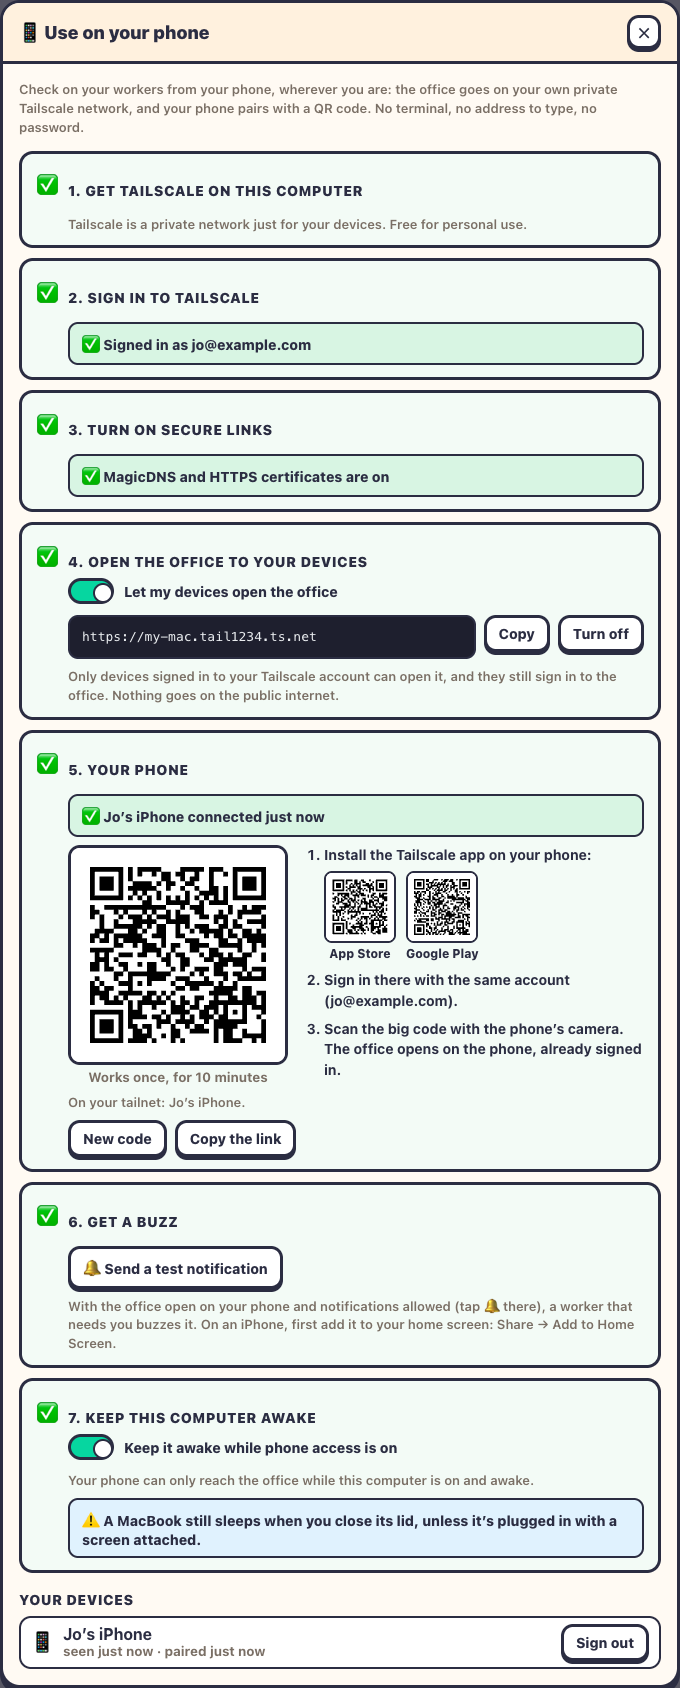 📱 Use on your phone
Check on your workers from your phone, wherever you are: the office goes on your own private
Tailscale network, and your phone pairs with a QR code. No terminal, no address to type, no
password.
1. GET TAILSCALE ON THIS COMPUTER
Tailscale is a private network just for your devices. Free for personal use.
2. SIGN IN TO TAILSCALE
✅ Signed in as jo@example.com
3. TURN ON SECURE LINKS
✅ MagicDNS and HTTPS certificates are on
4. OPEN THE OFFICE TO YOUR DEVICES
Let my devices open the office
https://my-mac.tail1234.ts.net
Copy
Turn off
Only devices signed in to your Tailscale account can open it, and they still sign in to the
office. Nothing goes on the public internet.
5. YOUR PHONE
✅ Jo’s iPhone connected just now
Works once, for 10 minutes
1. Install the Tailscale app on your phone:
App Store
Google Play
2. Sign in there with the same account
(jo@example.com).
3. Scan the big code with the phone’s camera.
The office opens on the phone, already signed
in.
On your tailnet: Jo’s iPhone.
New code
Copy the link
6. GET A BUZZ
🔔 Send a test notification
With the office open on your phone and notifications allowed (tap 🔔 there), a worker that
needs you buzzes it. On an iPhone, first add it to your home screen: Share → Add to Home
Screen.
7. KEEP THIS COMPUTER AWAKE
Keep it awake while phone access is on
Your phone can only reach the office while this computer is on and awake.
⚠️ A MacBook still sleeps when you close its lid, unless it’s plugged in with a
screen attached.
YOUR DEVICES
Jo’s iPhone
seen just now · paired just now
Sign out